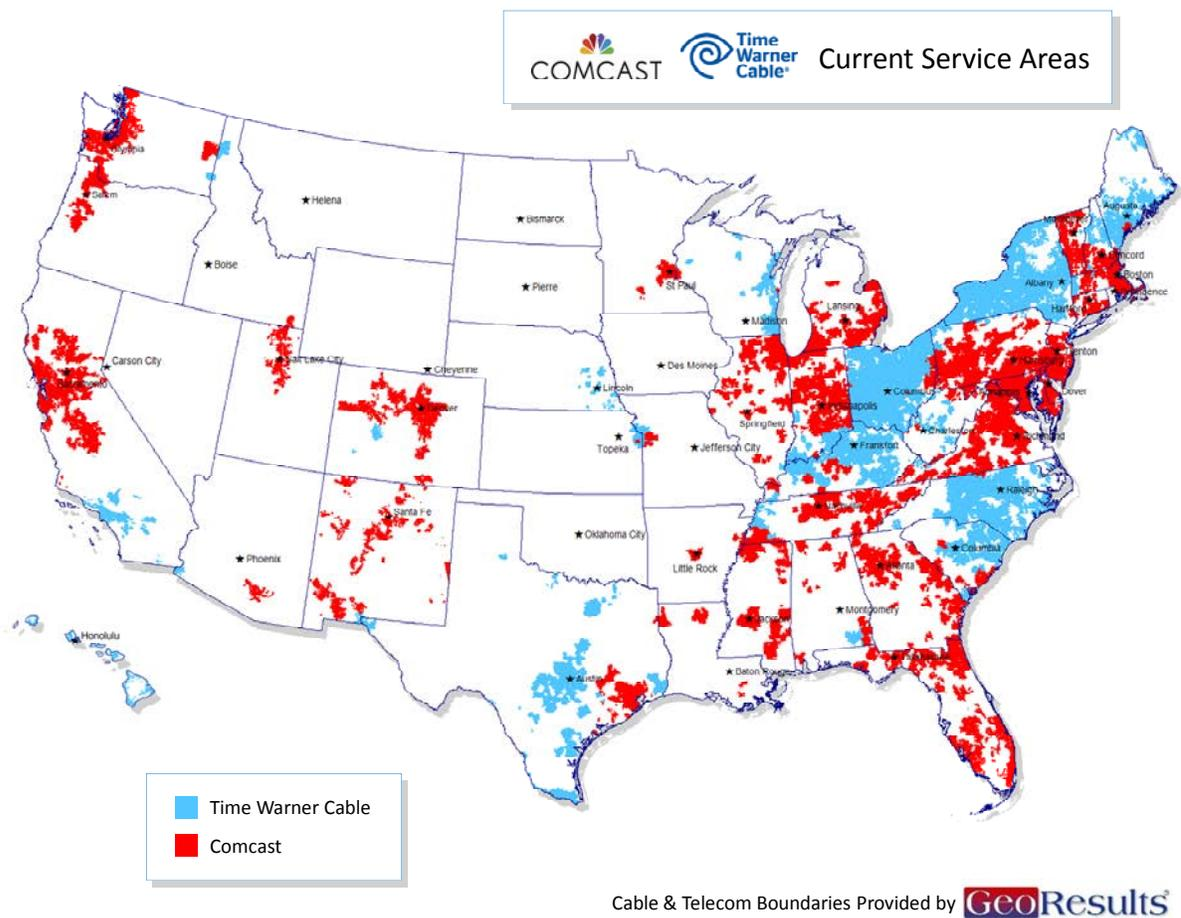 COMCAST
Time
Warner
Cable®
Current Service Areas
Olympia
Salem
Helena
Bismarck
Boise
Pierre
St Paul
Augusta
Concord
Albany
Boston
Lansing
Madison
Carson City
Salt Lake City
Cheyenne
Des Moines
Lincoln
Columbus
Trenton
Dover
Springfield
Indianapolis
Topeka
Jefferson City
Frankfort
Charleston
Richmond
Raleigh
Santa Fe
Oklahoma City
Phoenix
Little Rock
Columbia
Atlanta
Montgomery
Jackson
Honolulu
Austin
Baton Rouge
Time Warner Cable
Comcast
Cable & Telecom Boundaries Provided by GeoResults